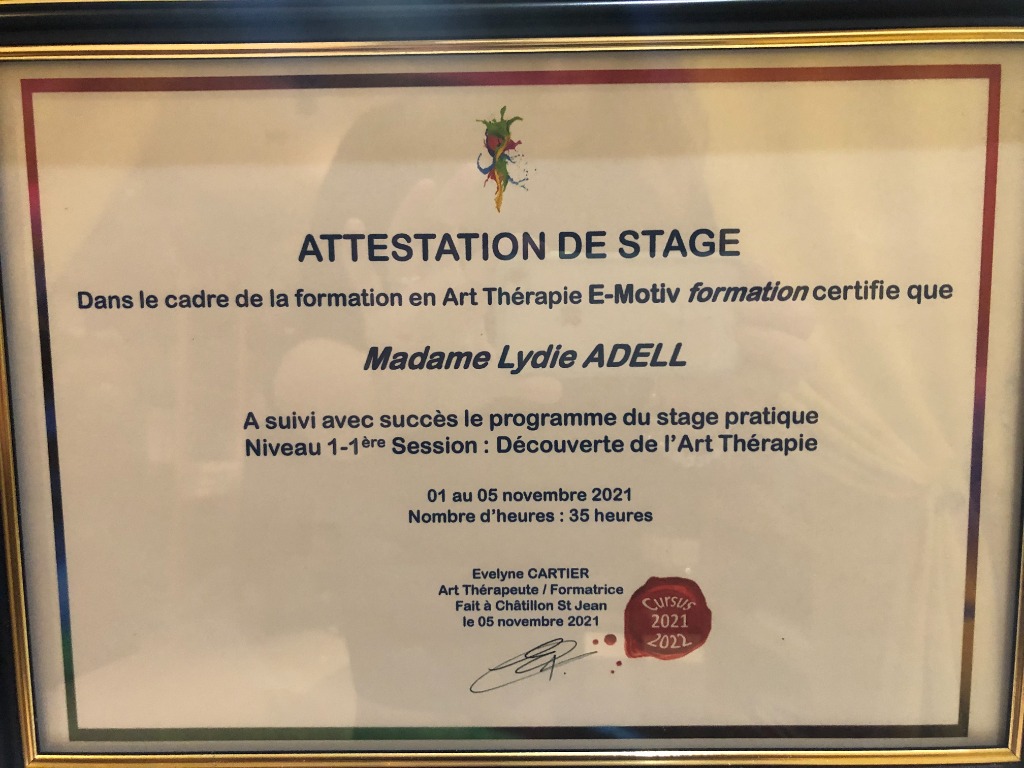 ATTESTATION DE STAGE
Dans le cadre de la formation en Art Thérapie E-Motiv formation certifie que
Madame Lydie ADELL
A suivi avec succès le programme du stage pratique
Niveau 1-1ère Session : Découverte de l'Art Thérapie
01 au 05 novembre 2021
Nombre d'heures : 35 heures
Evelyne CARTIER
Art Thérapeute / Formatrice
Fait à Châtillon St Jean
le 05 novembre 2021
Cursus
2021
2022